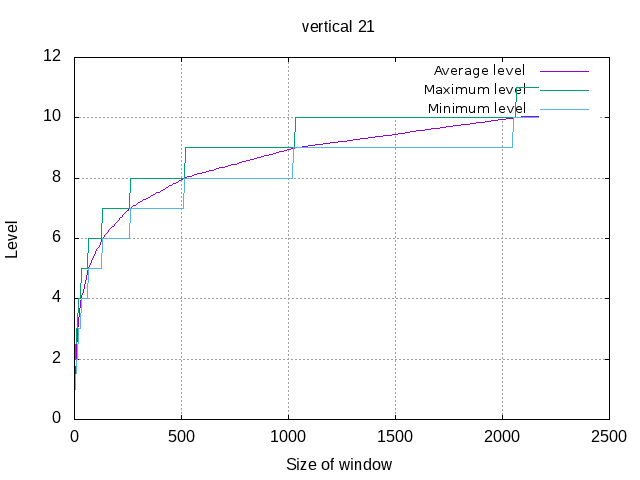 vertical 21
12
10
8
6
4
2
0
Level
Average level
Maximum level
Minimum level
0 500 1000 1500 2000 2500
Size of window